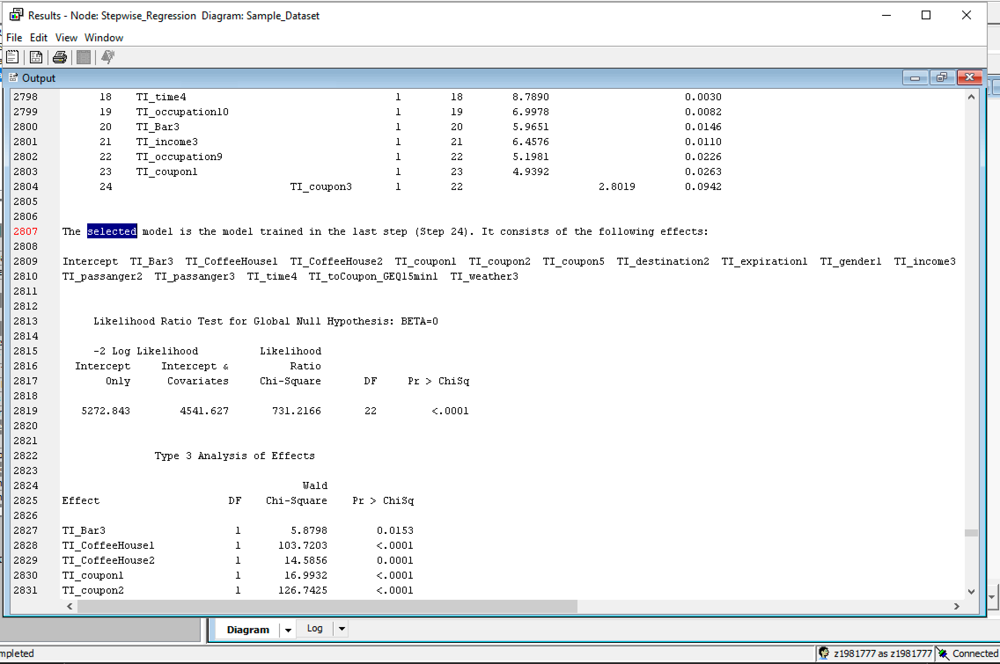 Results - Node: Stepwise_Regression  Diagram: Sample_Dataset
File  Edit  View  Window
Output
2798  18  TI_time4  1  18  8.7890  0.0030
2799  19  TI_occupation10  1  19  6.9978  0.0082
2800  20  TI_Bar3  1  20  5.9651  0.0146
2801  21  TI_income3  1  21  6.4576  0.0110
2802  22  TI_occupation9  1  22  5.1981  0.0226
2803  23  TI_coupon1  1  23  4.9392  0.0263
2804  24  TI_coupon3  1  22  2.8019  0.0942
2805
2806
2807  The selected model is the model trained in the last step (Step 24). It consists of the following effects:
2808
2809  Intercept  TI_Bar3  TI_CoffeeHouse1  TI_CoffeeHouse2  TI_coupon1  TI_coupon2  TI_coupon5  TI_destination2  TI_expiration1  TI_gender1  TI_income3
2810  TI_passanger2  TI_passanger3  TI_time4  TI_toCoupon_GEQ15min1  TI_weather3
2811
2812
2813  Likelihood Ratio Test for Global Null Hypothesis: BETA=0
2814
2815  -2 Log Likelihood  Likelihood
2816  Intercept  Intercept &  Ratio
2817  Only  Covariates  Chi-Square  DF  Pr > ChiSq
2818
2819  5272.843  4541.627  731.2166  22  <.0001
2820
2821
2822  Type 3 Analysis of Effects
2823
2824  Wald
2825  Effect  DF  Chi-Square  Pr > ChiSq
2826
2827  TI_Bar3  1  5.8798  0.0153
2828  TI_CoffeeHouse1  1  103.7203  <.0001
2829  TI_CoffeeHouse2  1  14.5856  0.0001
2830  TI_coupon1  1  16.9932  <.0001
2831  TI_coupon2  1  126.7425  <.0001
Diagram  Log
mpleted  z1981777 as z1981777  Connected